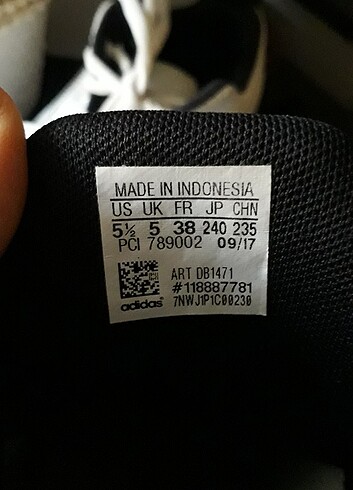 MADE IN INDONESIA
US UK FR JP CHN
5½ 5 38 240 235
PCI 789002 09/17
ART DB1471
#118887781
adidas® 7NWJ1P1C00230